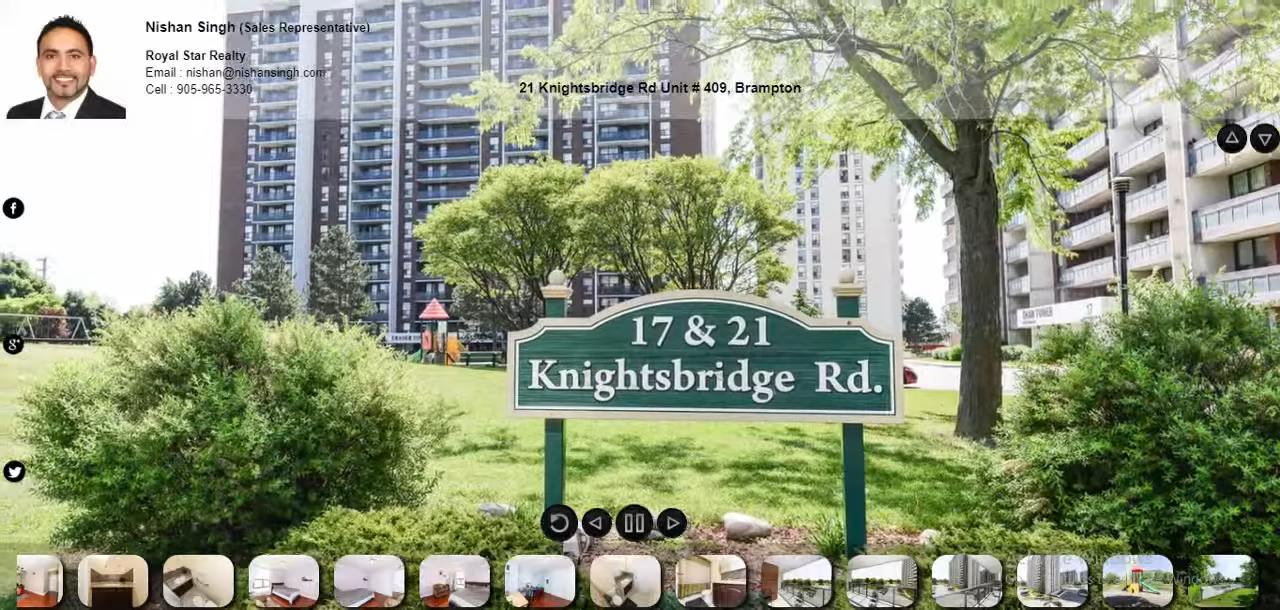 Nishan Singh (Sales Representative)
Royal Star Realty
Email : nishan@nishansingh.com
Cell : 905-965-3330
21 Knightsbridge Rd Unit # 409, Brampton
17 & 21
Knightsbridge Rd.
17